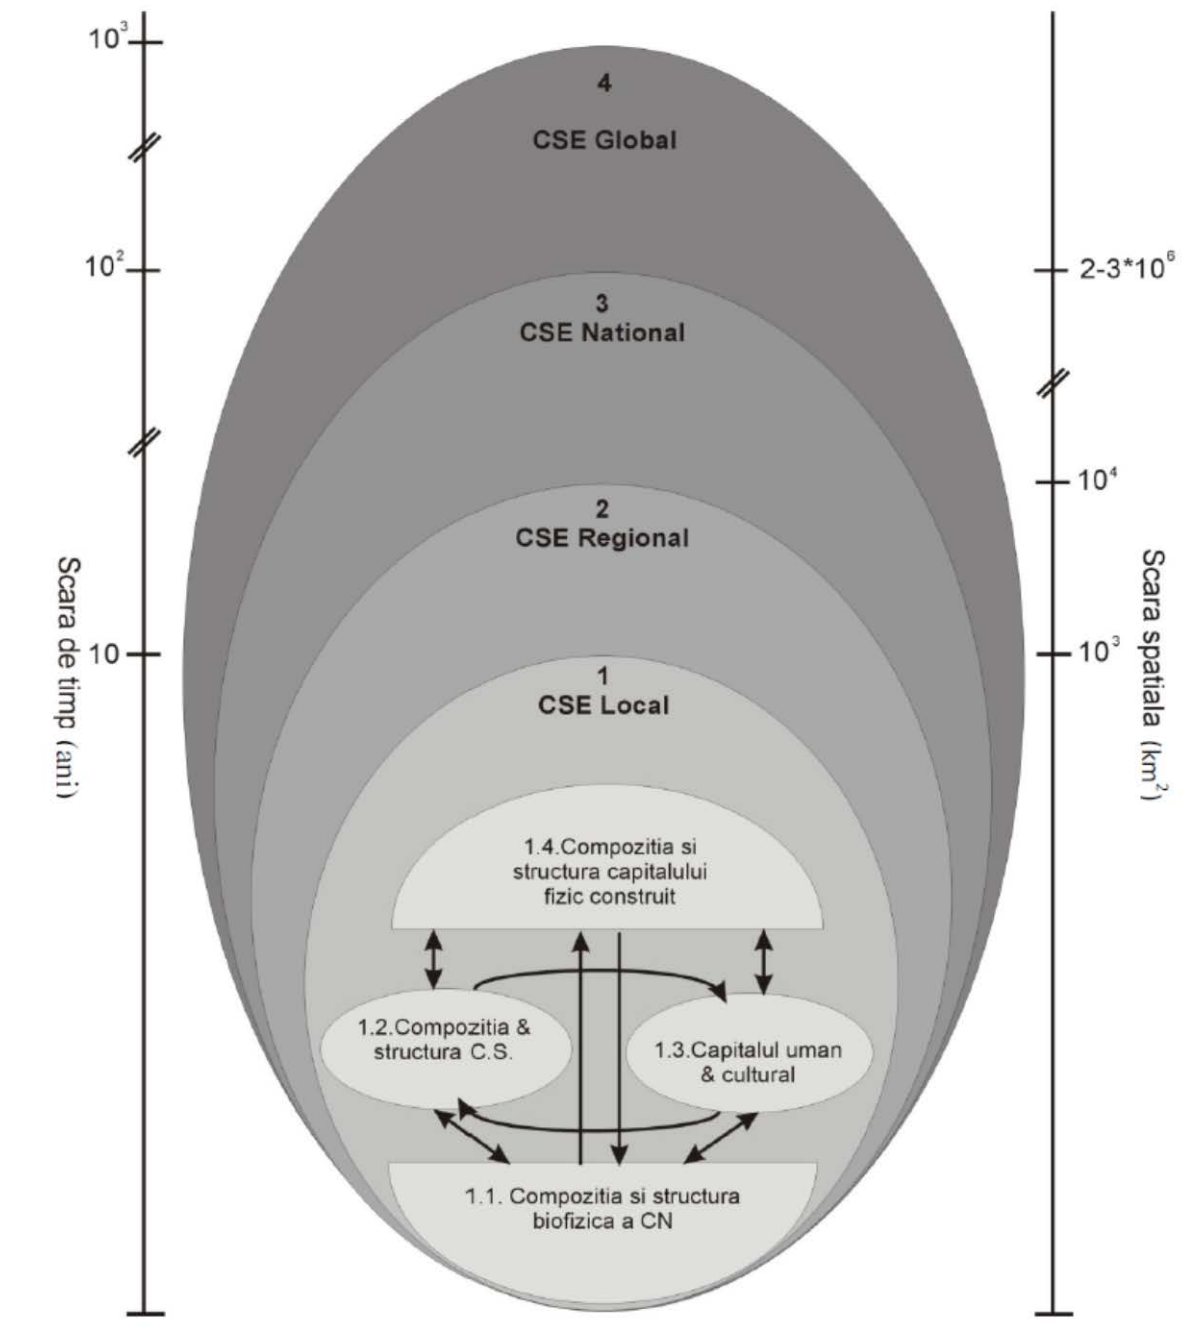 10³
4
CSE Global
10²
2-3*10⁶
3
CSE National
10⁴
2
CSE Regional
Scara de timp (ani)
10
10³
Scara spatiala (km²)
1
CSE Local
1.4.Compozitia si
structura capitalului
fizic construit
1.2.Compozitia &
structura C.S.
1.3.Capitalul uman
& cultural
1.1. Compozitia si structura
biofizica a CN